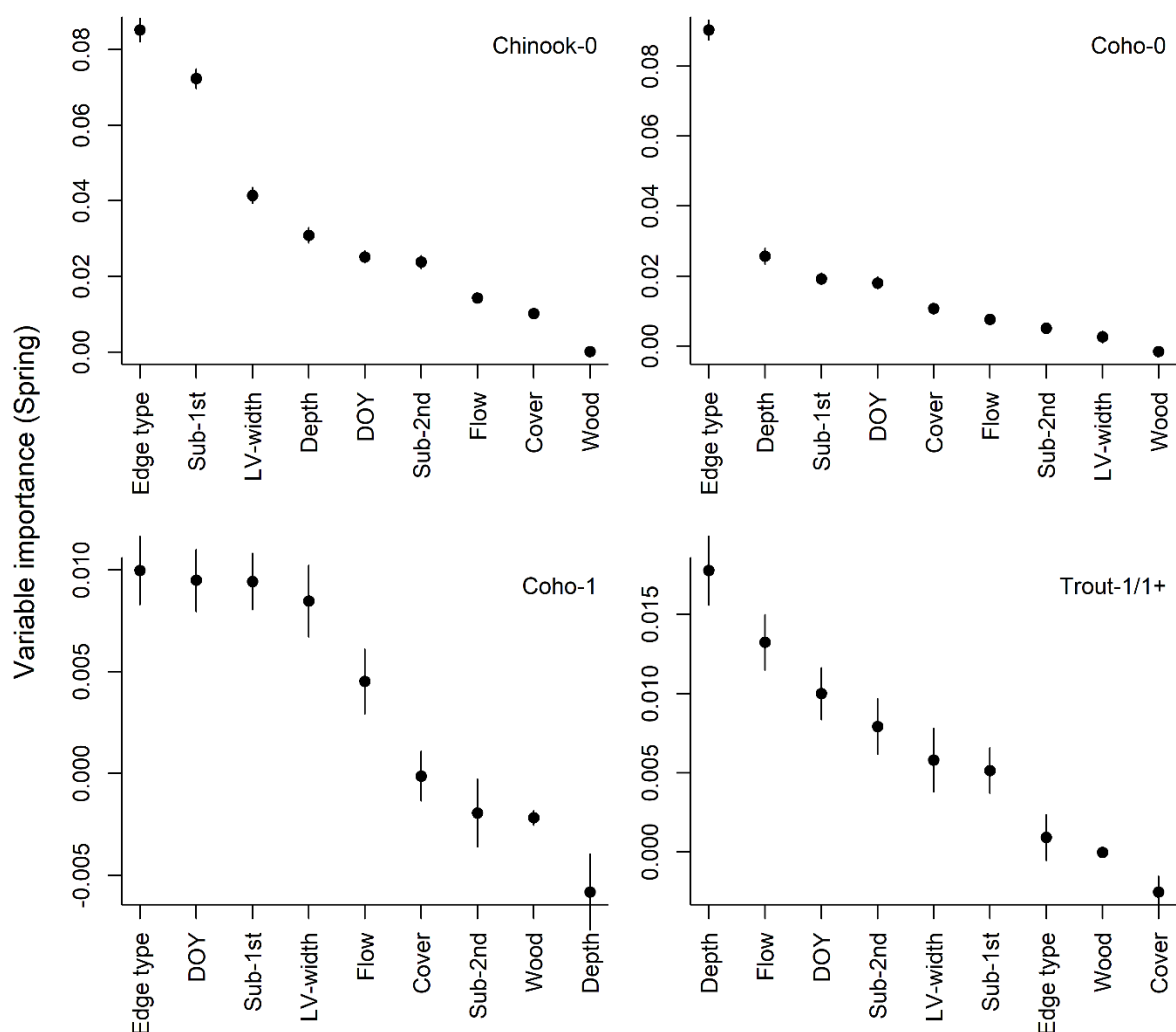 Variable importance (Spring)
Chinook-0
0.08
0.06
0.04
0.02
0.00
Edge type
Sub-1st
LV-width
Depth
DOY
Sub-2nd
Flow
Cover
Wood
Coho-0
0.08
0.06
0.04
0.02
0.00
Edge type
Depth
Sub-1st
DOY
Cover
Flow
Sub-2nd
LV-width
Wood
Coho-1
0.010
0.005
0.000
-0.005
Edge type
DOY
Sub-1st
LV-width
Flow
Cover
Sub-2nd
Wood
Depth
Trout-1/1+
0.015
0.010
0.005
0.000
Depth
Flow
DOY
Sub-2nd
LV-width
Sub-1st
Edge type
Wood
Cover